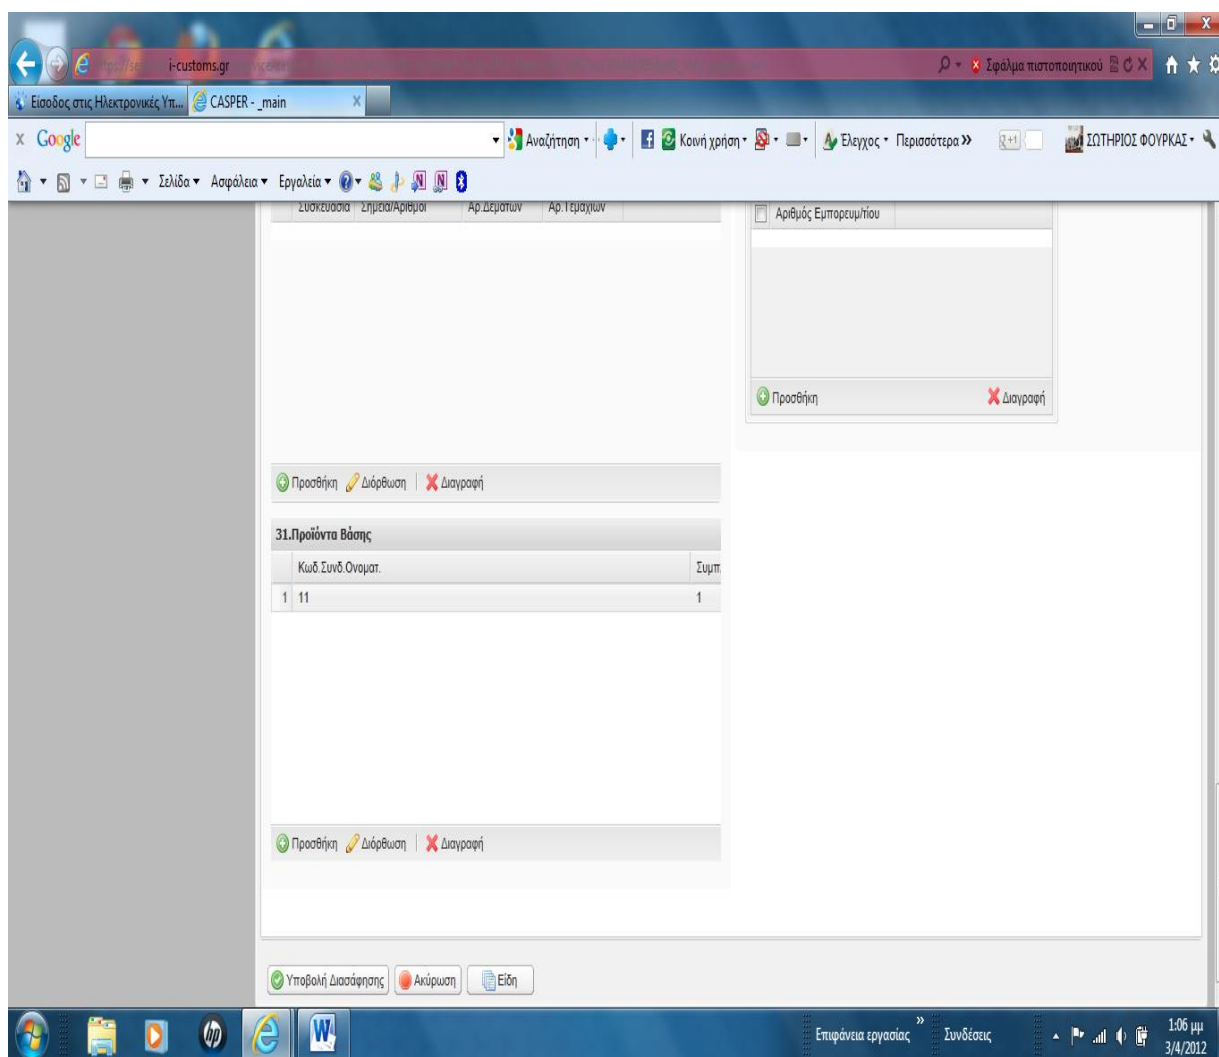 i-customs.gr
Σφάλμα πιστοποιητικού
Είσοδος στις Ηλεκτρονικές Υπ...
CASPER - _main
x Google
Αναζήτηση
Κοινή χρήση
Έλεγχος
Περισσότερα »
ΣΩΤΗΡΙΟΣ ΦΟΥΡΚΑΣ
Σελίδα
Ασφάλεια
Εργαλεία
Συσκευασία Σημεία/Αριθμοί Αρ.Δεμάτων Αρ.Τεμαχίων
Αριθμός Εμπορευμ/τίου
Προσθήκη Διαγραφή
Προσθήκη Διόρθωση Διαγραφή
31.Προϊόντα Βάσης
Κωδ.Συνδ.Ονοματ. Συμπ.
1 11 1
Προσθήκη Διόρθωση Διαγραφή
Υποβολή Διασάφησης Ακύρωση Είδη
Επιφάνεια εργασίας » Συνδέσεις
1:06 μμ
3/4/2012